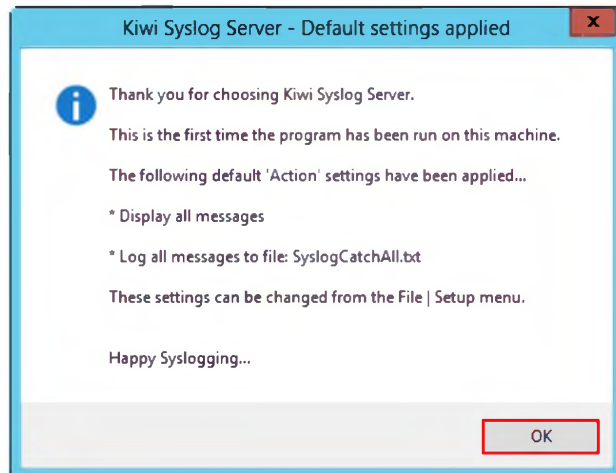 Kiwi Syslog Server - Default settings applied
x
Thank you for choosing Kiwi Syslog Server.
This is the first time the program has been run on this machine.
The following default 'Action' settings have been applied...
* Display all messages
* Log all messages to file: SyslogCatchAll.txt
These settings can be changed from the File | Setup menu.
Happy Syslogging...
OK